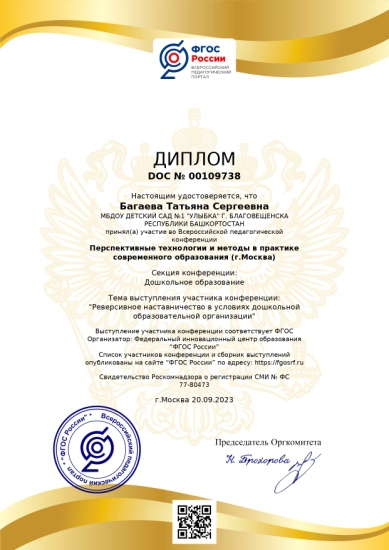 ФГОС
России
ВСЕРОССИЙСКИЙ
ПЕДАГОГИЧЕСКИЙ
ПОРТАЛ
ДИПЛОМ
DOC № 00109738
Настоящим удостоверяется, что
Багаева Татьяна Сергеевна
МБДОУ ДЕТСКИЙ САД №1 "УЛЫБКА" Г. БЛАГОВЕЩЕНСКА
РЕСПУБЛИКИ БАШКОРТОСТАН
принял(а) участие во Всероссийской педагогической
конференции
Перспективные технологии и методы в практике
современного образования (г.Москва)
Секция конференции:
Дошкольное образование
Тема выступления участника конференции:
"Реверсивное наставничество в условиях дошкольной
образовательной организации"
Выступление участника конференции соответствует ФГОС
Организатор: Федеральный инновационный центр образования
"ФГОС России"
Список участников конференции и сборник выступлений
опубликованы на сайте "ФГОС России" по адресу: https://fgosrf.ru
Свидетельство Роскомнадзора о регистрации СМИ № ФС
77-80473
г.Москва 20.09.2023
Председатель Оргкомитета
Н. Прохорова
Всероссийский педагогический портал • "ФГОС России" •